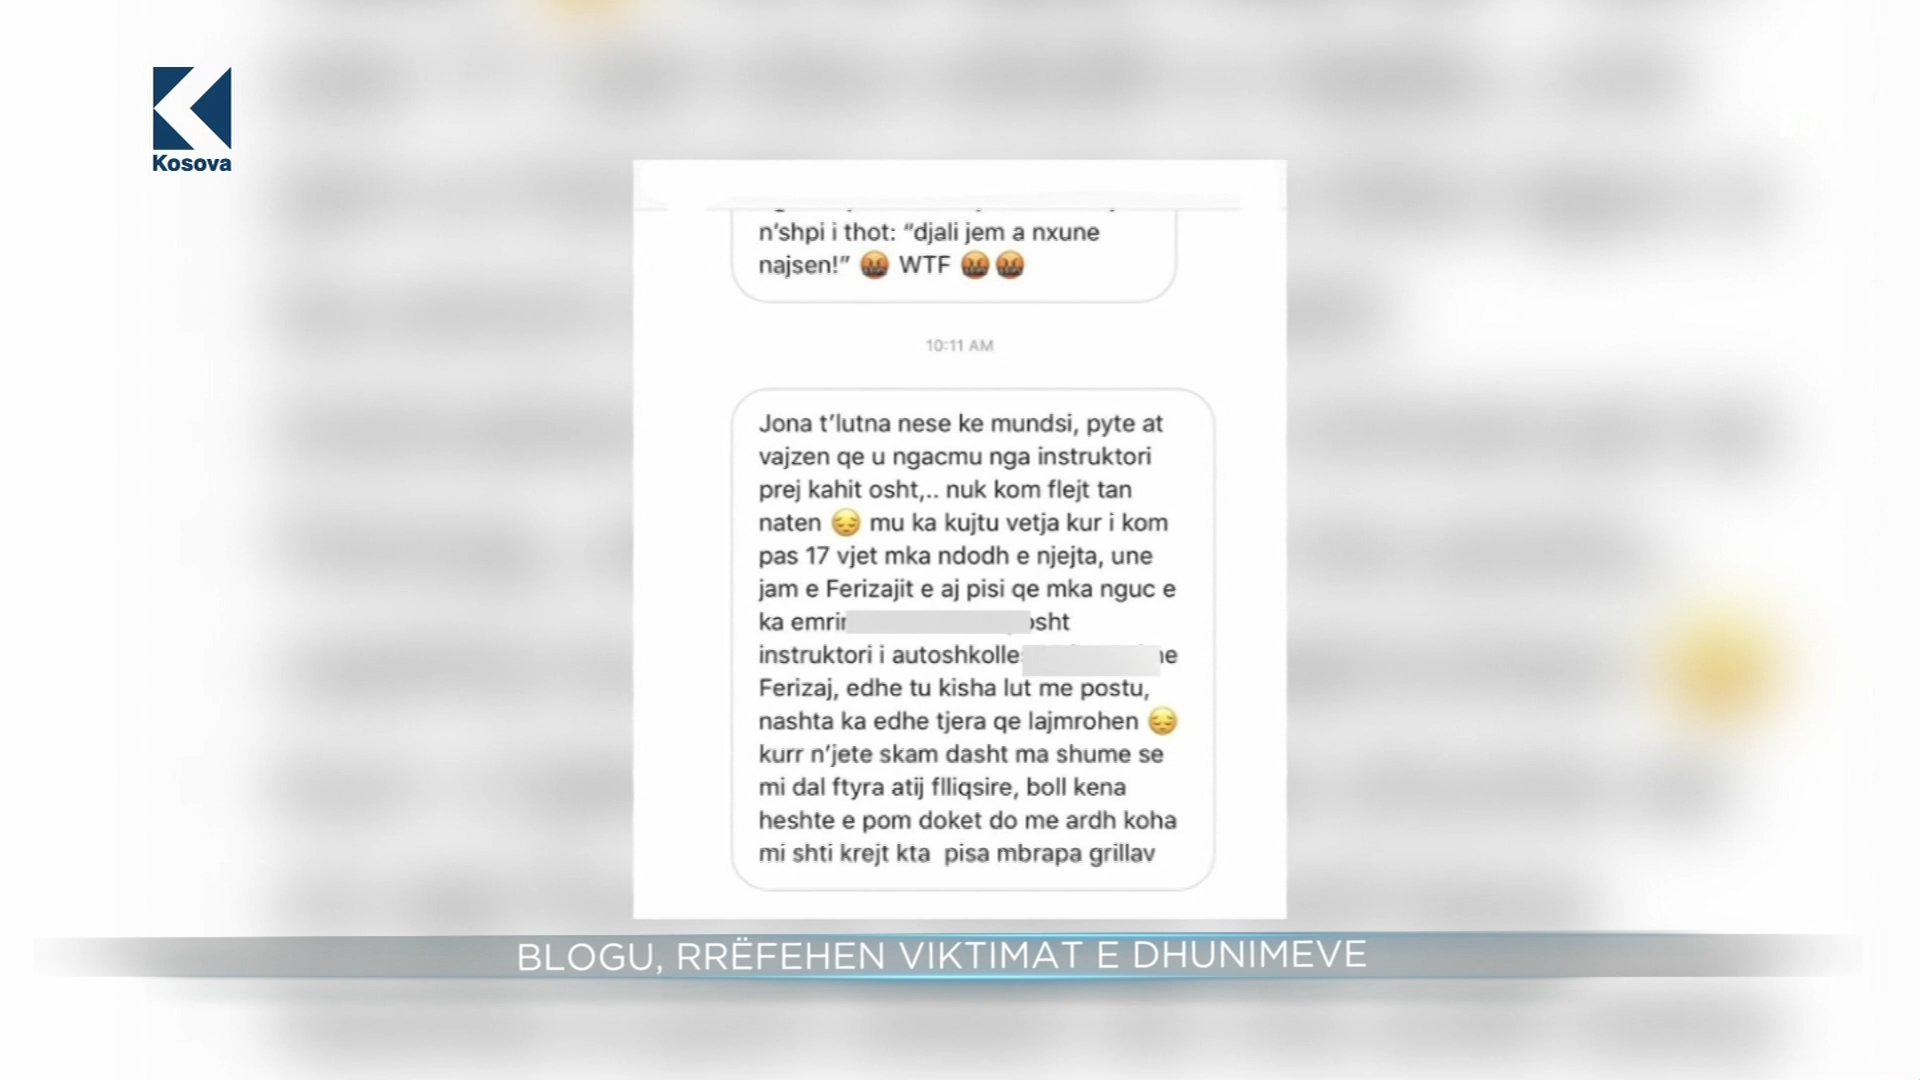 Kosova
n'shpi i thot: “djali jem a nxune
najsen!” 🤬 WTF 🤬🤬
10:11 AM
Jona t'lutna nese ke mundsi, pyte at
vajzen qe u ngacmu nga instruktori
prej kahit osht,.. nuk kom flejt tan
naten 😔 mu ka kujtu vetja kur i kom
pas 17 vjet mka ndodh e njejta, une
jam e Ferizajit e aj pisi qe mka nguc e
ka osht
instruktori i
Ferizaj, edhe tu kisha lut me postu,
nashta ka edhe tjera qe lajmrohen 😔
kurr n'jete skam dasht ma shume se
mi dal ftyra atij flliqsire, boll kena
heshte e pom doket do me ardh koha
mi shti krejt kta pisa mbrapa grillav
BLOGU, RRËFEHEN VIKTIMAT E DHUNIMEVE